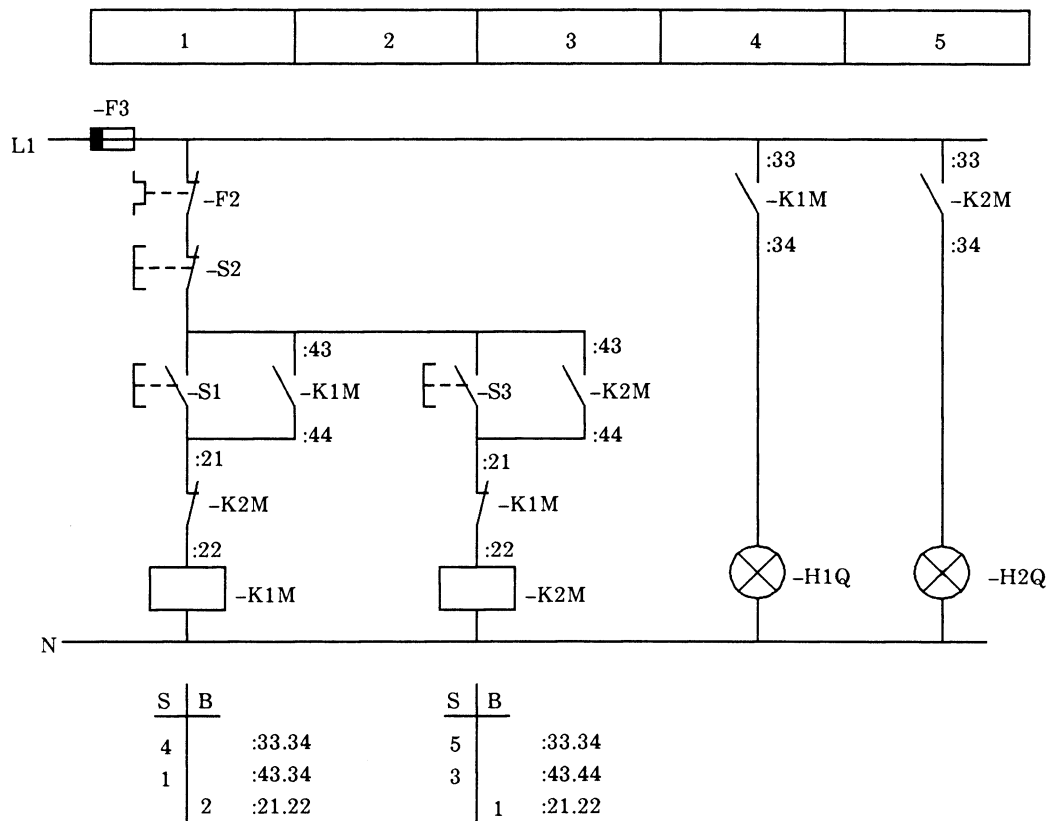 1 2 3 4 5
–F3
L1
:33 :33
–F2 –K1M –K2M
:34 :34
–S2
:43 :43
–S1 –K1M –S3 –K2M
:44 :44
:21 :21
–K2M –K1M
:22 :22
–K1M –K2M –H1Q –H2Q
N
S B S B
4 :33.34 5 :33.34
1 :43.34 3 :43.44
2 :21.22 1 :21.22